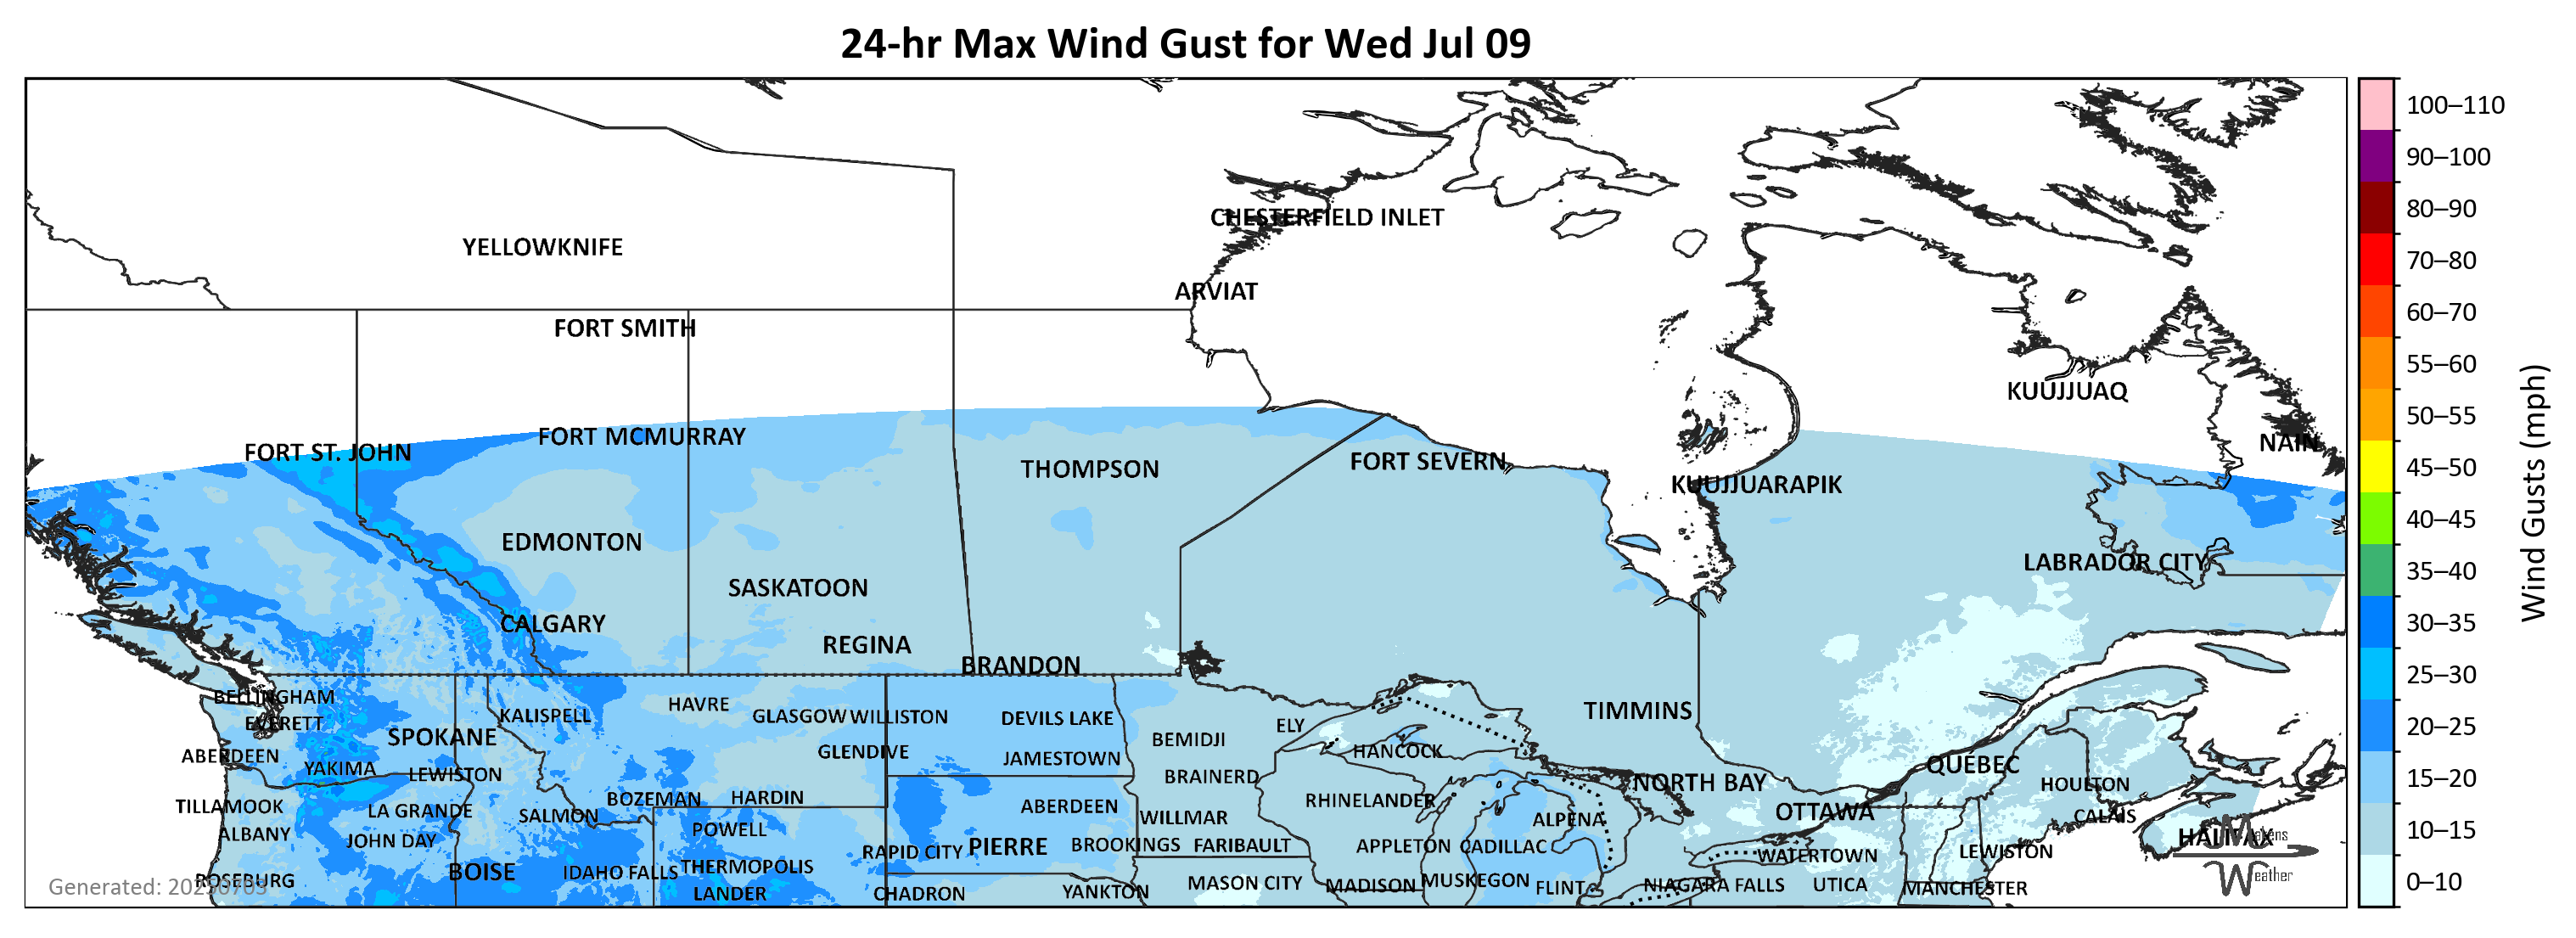 24-hr Max Wind Gust for Wed Jul 09
100–110
90–100
80–90
70–80
60–70
55–60
50–55
45–50
40–45
35–40
30–35
25–30
20–25
15–20
10–15
0–10
Wind Gusts (mph)
CHESTERFIELD INLET
YELLOWKNIFE
ARVIAT
FORT SMITH
KUUJJUAQ
FORT MCMURRAY
NAIN
FORT ST. JOHN
FORT SEVERN
THOMPSON
KUUJJUARAPIK
EDMONTON
LABRADOR CITY
SASKATOON
CALGARY
REGINA
BRANDON
BELLINGHAM
HAVRE
TIMMINS
KALISPELL
GLASGOW
WILLISTON
DEVILS LAKE
EVERETT
ELY
SPOKANE
BEMIDJI
HANCOCK
GLENDIVE
ABERDEEN
JAMESTOWN
QUÉBEC
YAKIMA
LEWISTON
BRAINERD
NORTH BAY
HOULTON
BOZEMAN
HARDIN
RHINELANDER
TILLAMOOK
ABERDEEN
LA GRANDE
OTTAWA
SALMON
CALAIS
WILLMAR
ALPENA
POWELL
ALBANY
HALIFAX
JOHN DAY
BROOKINGS
FARIBAULT
APPLETON
CADILLAC
PIERRE
RAPID CITY
LEWISTON
WATERTOWN
THERMOPOLIS
BOISE
IDAHO FALLS
ROSEBURG
MUSKEGON
MASON CITY
MADISON
NIAGARA FALLS
UTICA
FLINT
MANCHESTER
YANKTON
LANDER
CHADRON
Makens
Weather
Generated: 20250703